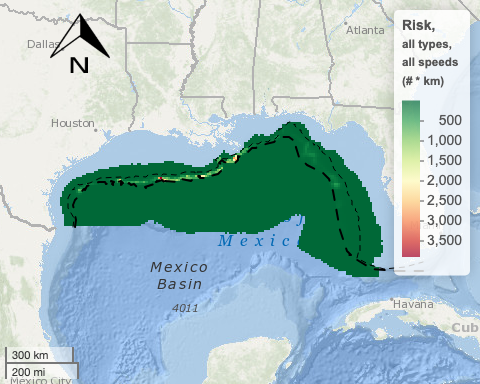 Dallas
Atlanta
N
Houston
Risk,
all types,
all speeds
(# * km)
500
1,000
1,500
2,000
2,500
3,000
3,500
Mexic
Mexico
Basin
4011
Havana
Cub
300 km
200 mi
Mexico City